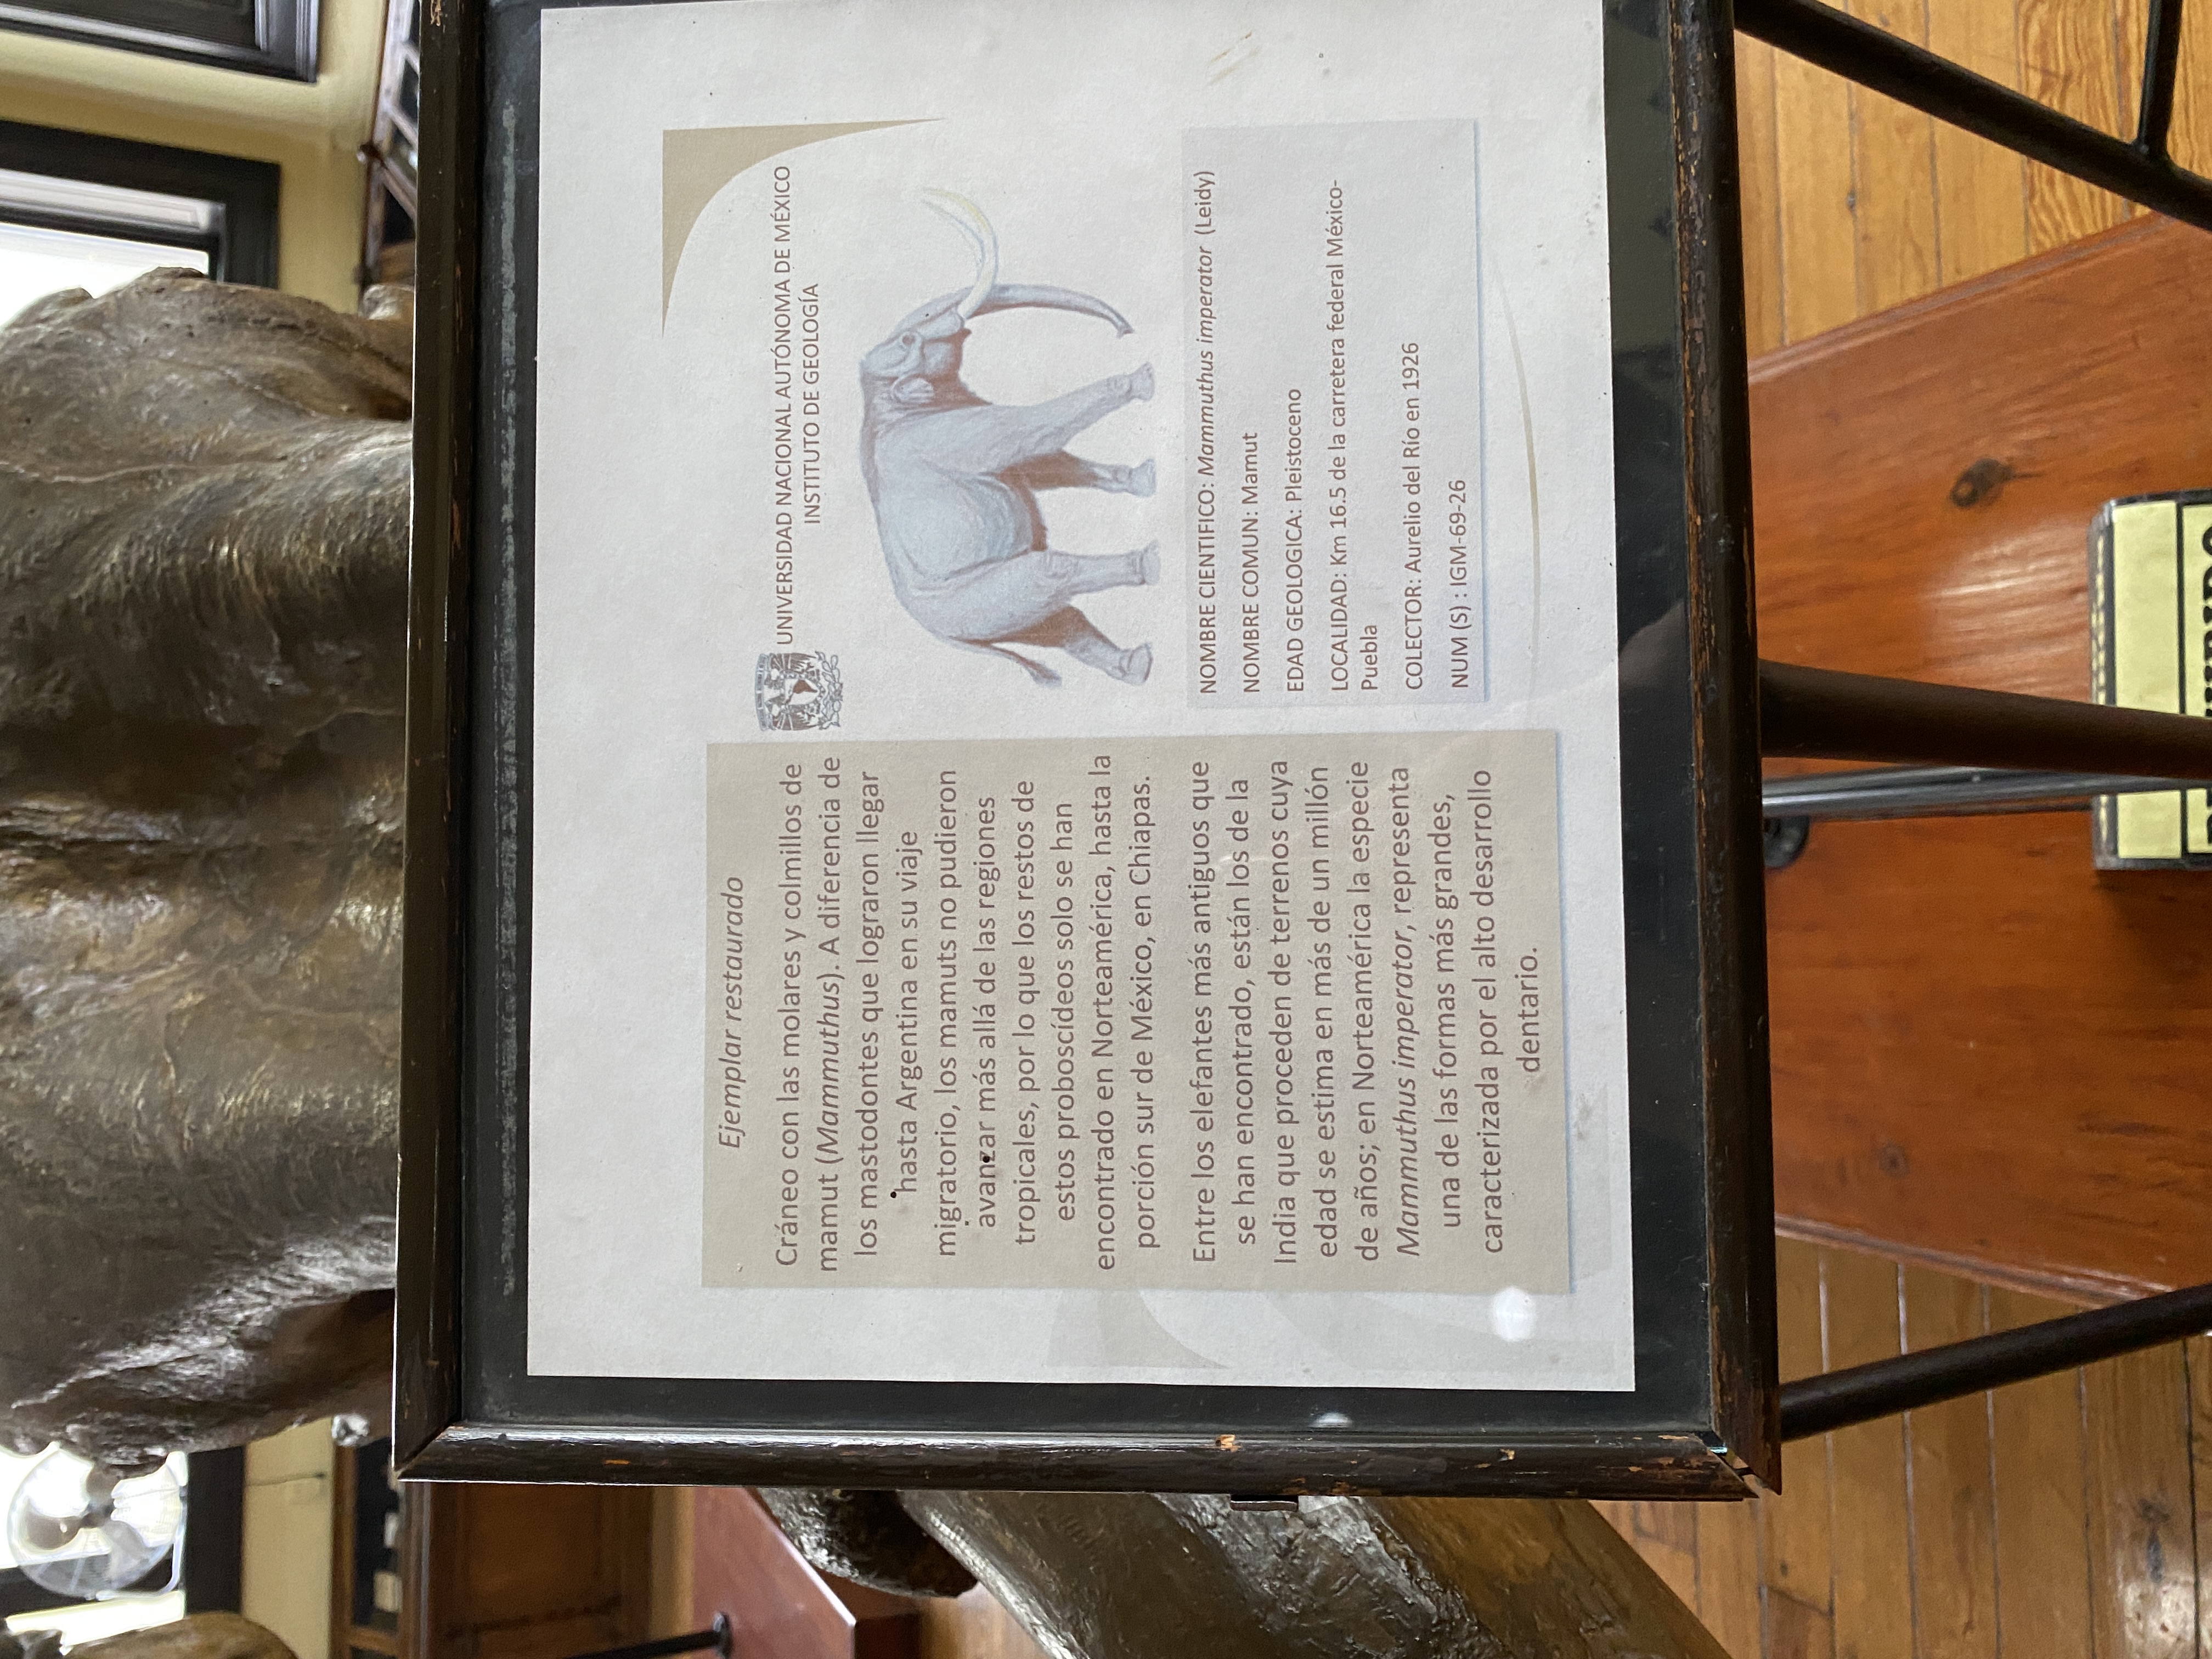 Ejemplar restaurado
Cráneo con las molares y colmillos de
mamut (Mammuthus). A diferencia de
los mastodontes que lograron llegar
hasta Argentina en su viaje
migratorio, los mamuts no pudieron
avanzar más allá de las regiones
tropicales, por lo que los restos de
estos proboscídeos solo se han
encontrado en Norteamérica, hasta la
porción sur de México, en Chiapas.
Entre los elefantes más antiguos que
se han encontrado, están los de la
India que proceden de terrenos cuya
edad se estima en más de un millón
de años; en Norteamérica la especie
Mammuthus imperator, representa
una de las formas más grandes,
caracterizada por el alto desarrollo
dentario.
UNIVERSIDAD NACIONAL AUTÓNOMA DE MÉXICO
INSTITUTO DE GEOLOGÍA
NOMBRE CIENTIFICO: Mammuthus imperator (Leidy)
NOMBRE COMUN: Mamut
EDAD GEOLOGICA: Pleistoceno
LOCALIDAD: Km 16.5 de la carretera federal México-
Puebla
COLECTOR: Aurelio del Río en 1926
NUM (S) : IGM-69-26